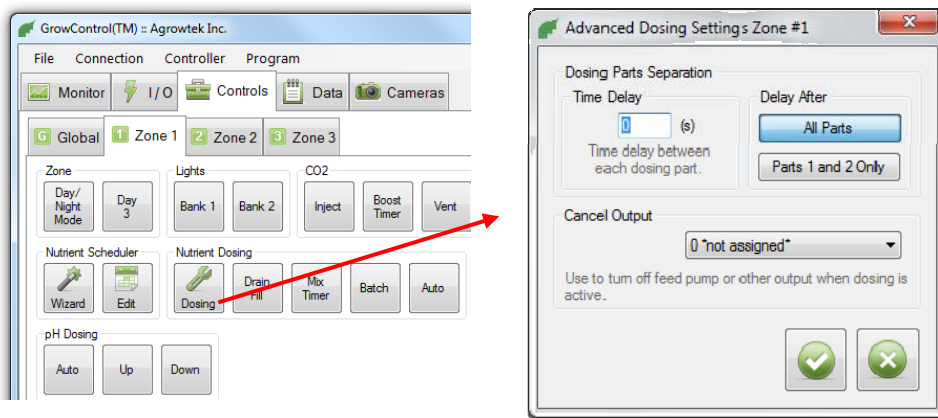 GrowControl(TM) :: Agrowtek Inc.
File Connection Controller Program
Monitor I/O Controls Data Cameras
G Global 1 Zone 1 2 Zone 2 3 Zone 3
Zone Lights CO2
Day/
Night
Mode
Day
3
Bank 1 Bank 2 Inject
Boost
Timer
Vent
Nutrient Scheduler Nutrient Dosing
Wizard Edit Dosing
Drain
Fill
Mix
Timer
Batch Auto
pH Dosing
Auto Up Down
Advanced Dosing Settings Zone #1
Dosing Parts Separation
Time Delay
0 (s)
Time delay between
each dosing part.
Delay After
All Parts
Parts 1 and 2 Only
Cancel Output
0 *not assigned*
Use to turn off feed pump or other output when dosing is
active.